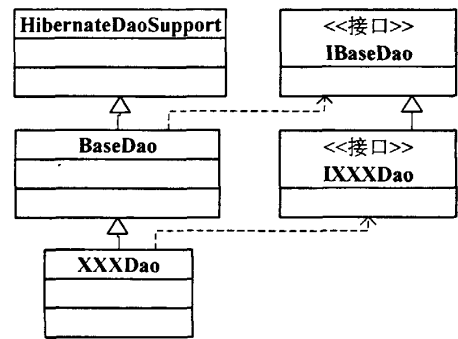 HibernateDaoSupport
<<接口>>
IBaseDao
BaseDao
<<接口>>
IXXXDao
XXXDao